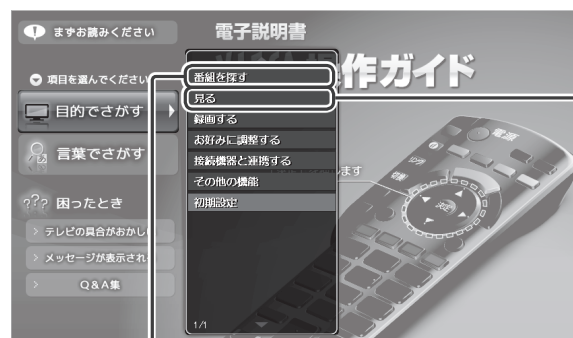 まずお読みください
電子説明書
操作ガイド
項目を選んでください
目的でさがす
言葉でさがす
??? 困ったとき
テレビの具合がおかしい
メッセージが表示され
Q&A集
番組を探す
見る
録画する
お好みに調整する
接続機器と連携する
その他の機能
初期設定
1/1
ます
電源
決定